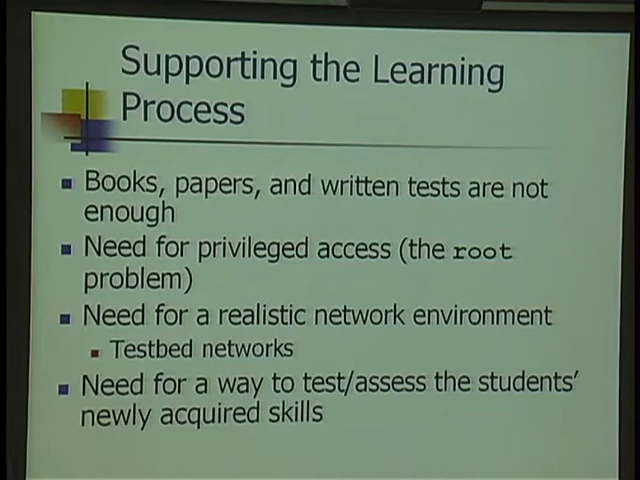 Supporting the Learning
Process
Books, papers, and written tests are not
enough
Need for privileged access (the root
problem)
Need for a realistic network environment
Testbed networks
Need for a way to test/assess the students'
newly acquired skills